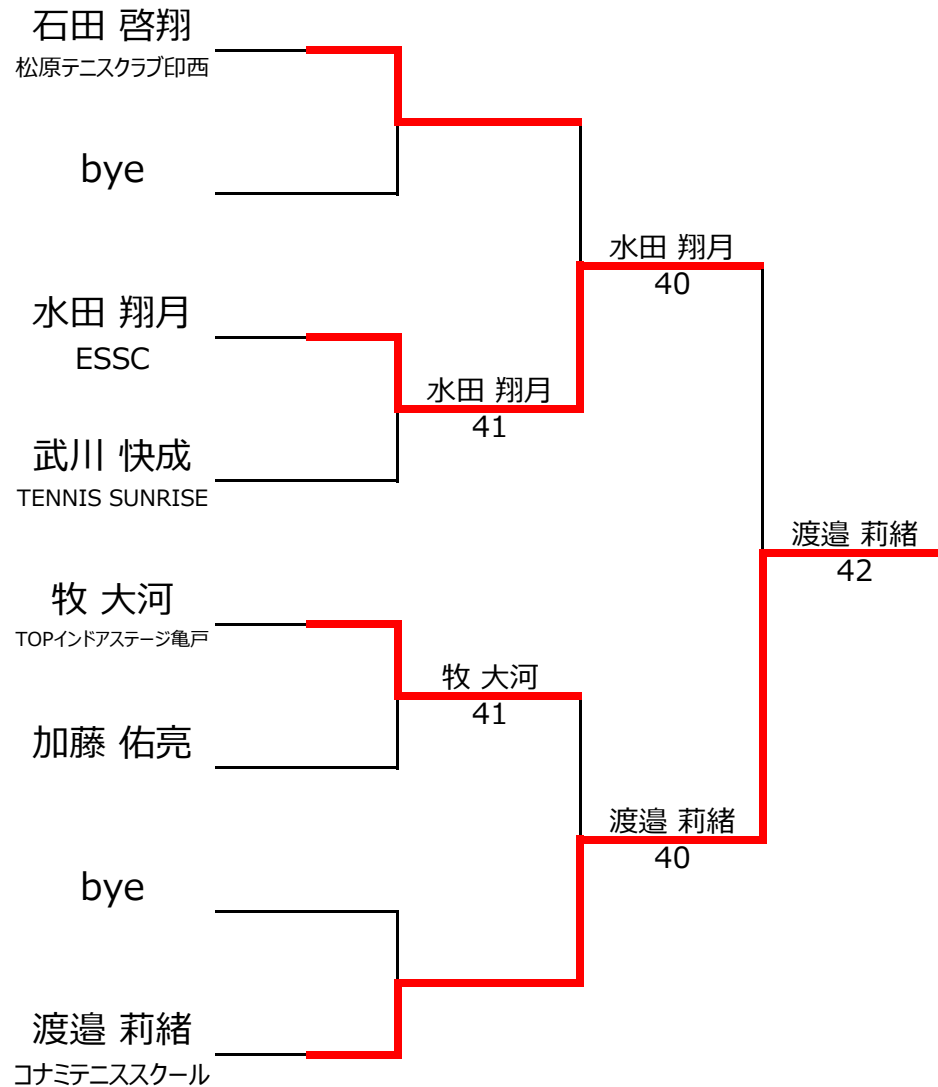 石田 啓翔
松原テニスクラブ印西
bye
水田 翔月
ESSC
武川 快成
TENNIS SUNRISE
牧 大河
TOPインドアステージ亀戸
加藤 佑亮
bye
渡邉 莉緒
コナミテニススクール
水田 翔月
41
牧 大河
41
水田 翔月
40
渡邉 莉緒
40
渡邉 莉緒
42